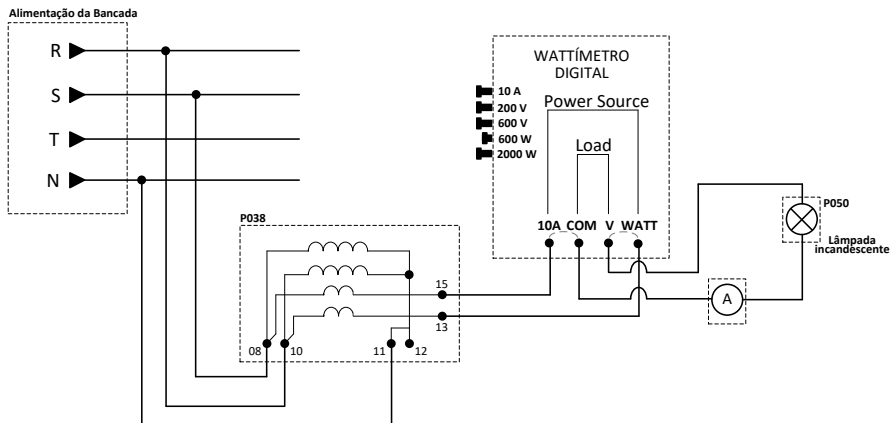 Alimentação da Bancada
R
S
T
N
WATTÍMETRO
DIGITAL
10 A
200 V
600 V
600 W
2000 W
Power Source
Load
10A COM V WATT
P050
Lâmpada
incandescente
A
P038
15
13
08
10
11
12